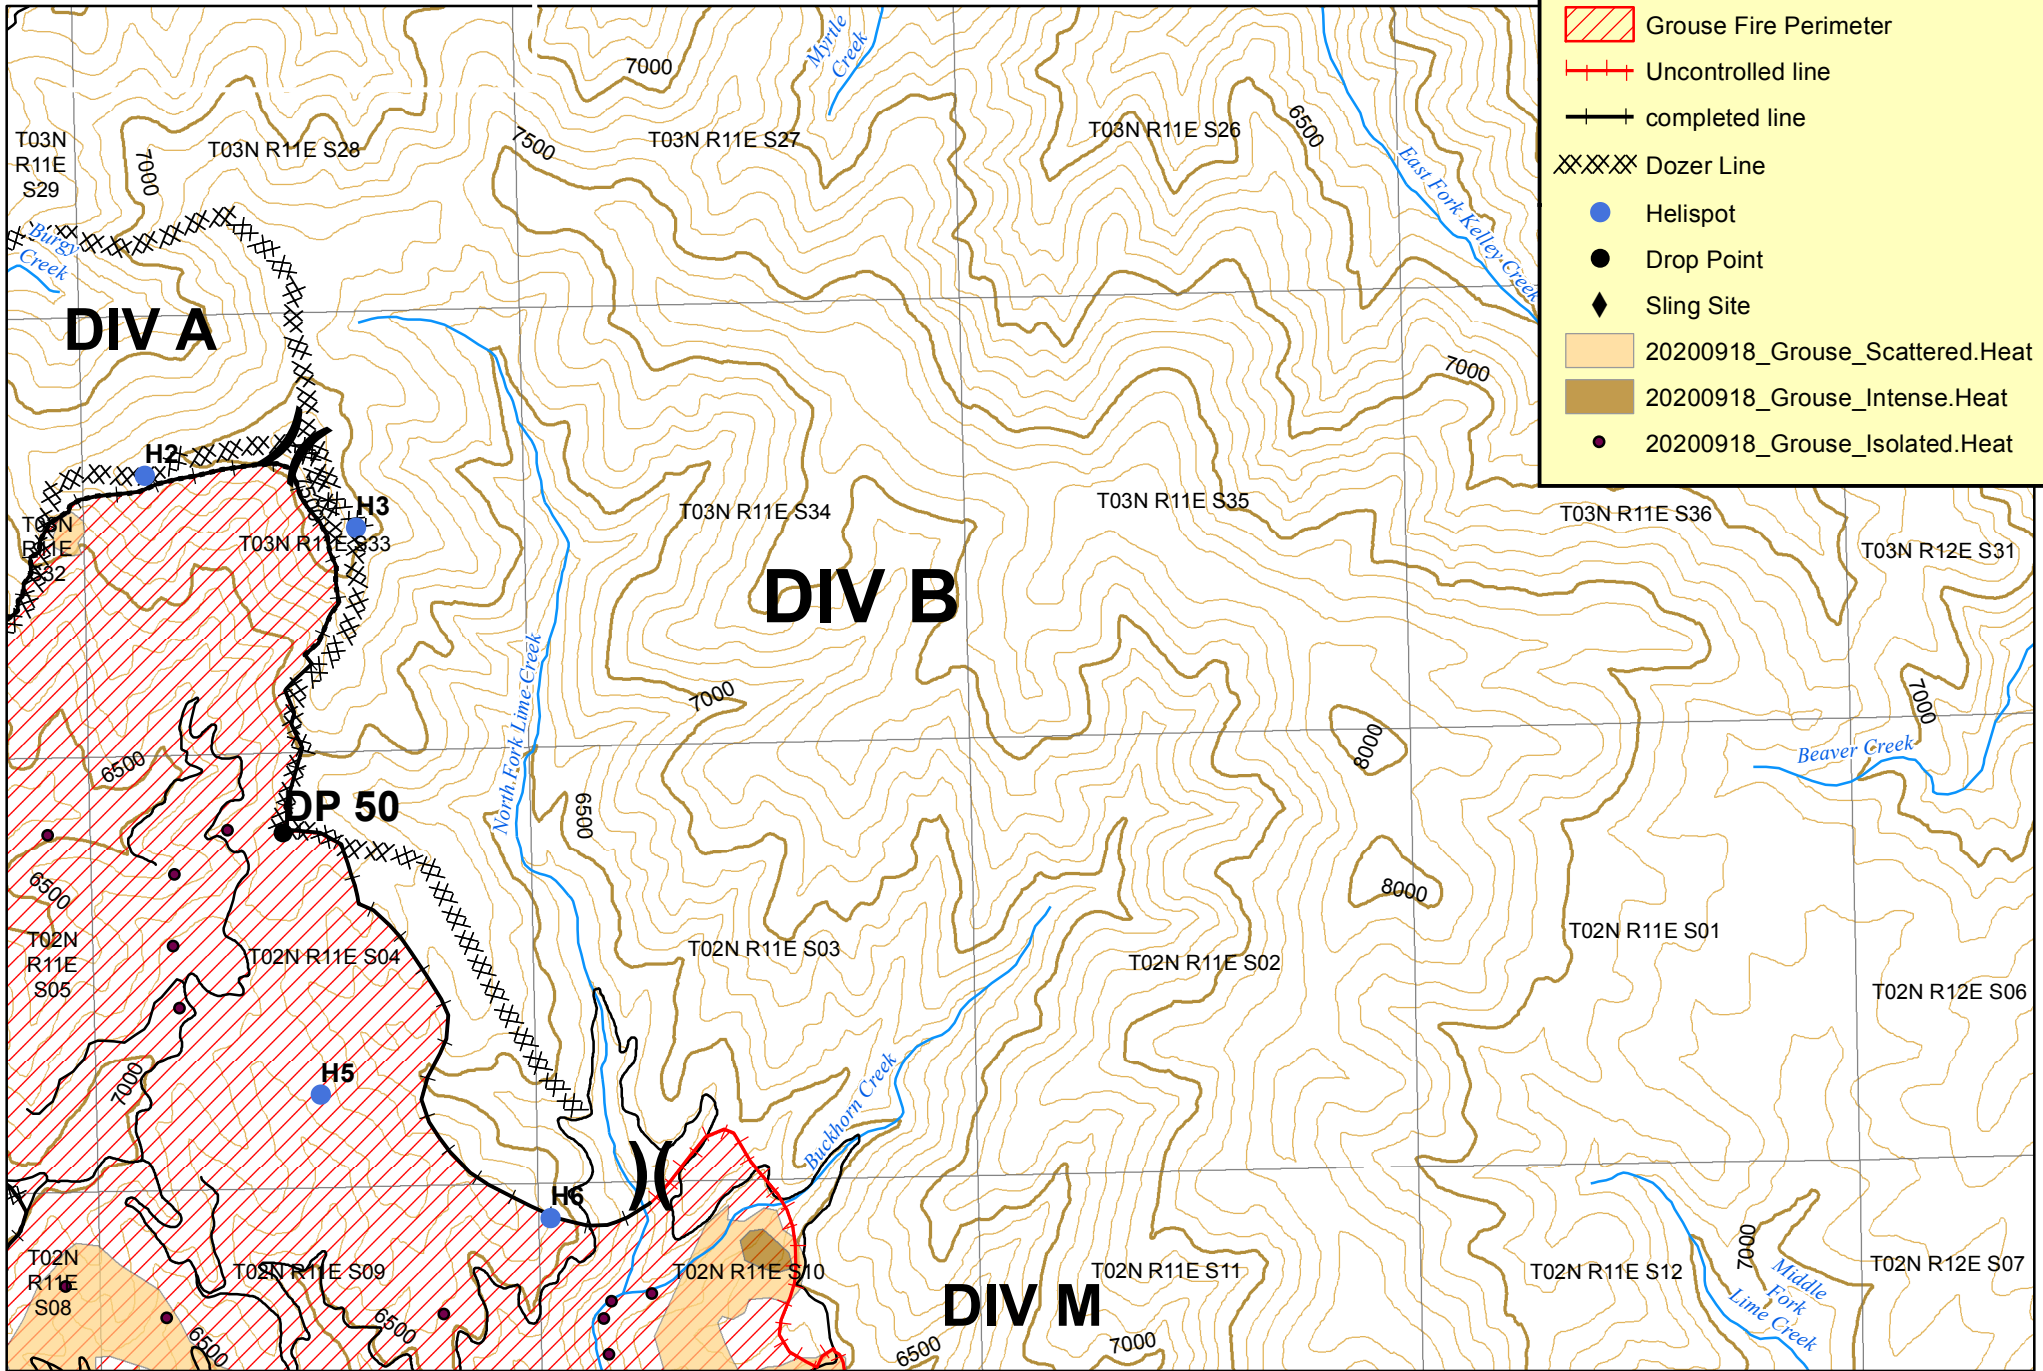 Grouse Fire Perimeter
Uncontrolled line
completed line
Dozer Line
Helispot
Drop Point
Sling Site
20200918_Grouse_Scattered.Heat
20200918_Grouse_Intense.Heat
20200918_Grouse_Isolated.Heat
Myrtle
Creek
7000
T03N
R11E
S29
7000
T03N R11E S28
7500
T03N R11E S27
T03N R11E S26
6500
East Fork Kelley Creek
Burgy
Creek
DIV A
7000
H2
H3
T03N
R11E
S32
T03N R11E S33
T03N R11E S34
T03N R11E S35
T03N R11E S36
T03N R12E S31
DIV B
North Fork Lime Creek
7000
7000
8000
Beaver Creek
6500
DP 50
6500
6500
8000
T02N
R11E
S05
T02N R11E S04
T02N R11E S03
T02N R11E S02
T02N R11E S01
T02N R12E S06
7000
H5
Buckhorn Creek
)(
H6
T02N
R11E
S08
T02N R11E S09
T02N R11E S10
T02N R11E S11
T02N R11E S12
7000
T02N R12E S07
Middle
Fork
Lime Creek
DIV M
6500
6500
6500
7000